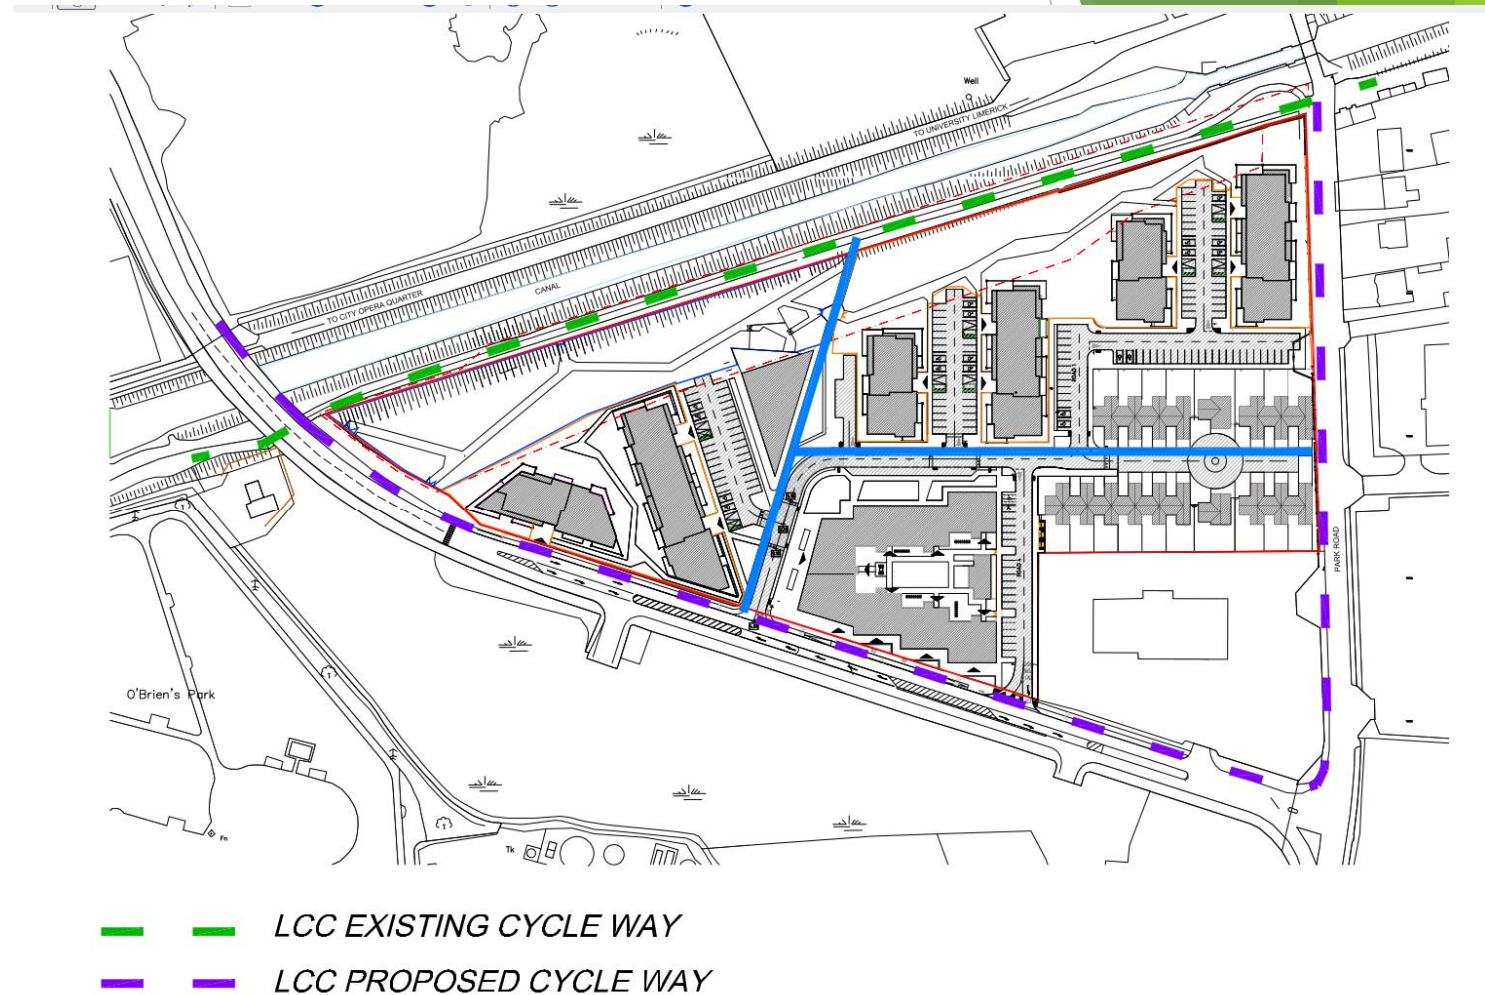 Well
TO UNIVERSITY LIMERICK
CANAL
TO CITY OPERA QUARTER
PARK ROAD
O'Brien's Park
Fn
Tk
LCC EXISTING CYCLE WAY
LCC PROPOSED CYCLE WAY